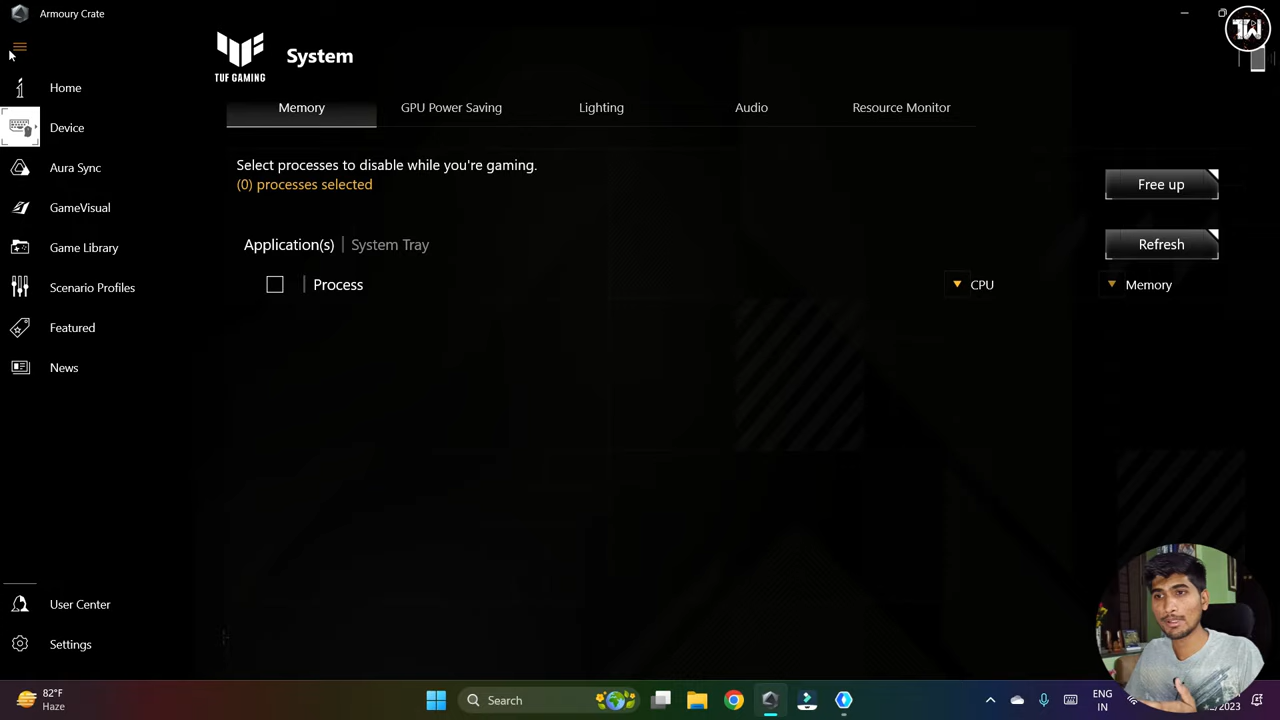 Armoury Crate
TUF GAMING
System
Home
Device
Aura Sync
GameVisual
Game Library
Scenario Profiles
Featured
News
User Center
Settings
Memory
GPU Power Saving
Lighting
Audio
Resource Monitor
Select processes to disable while you're gaming.
(0) processes selected
Free up
Application(s) | System Tray
Refresh
Process
CPU
Memory
82°F
Haze
Search
ENG
IN
2023